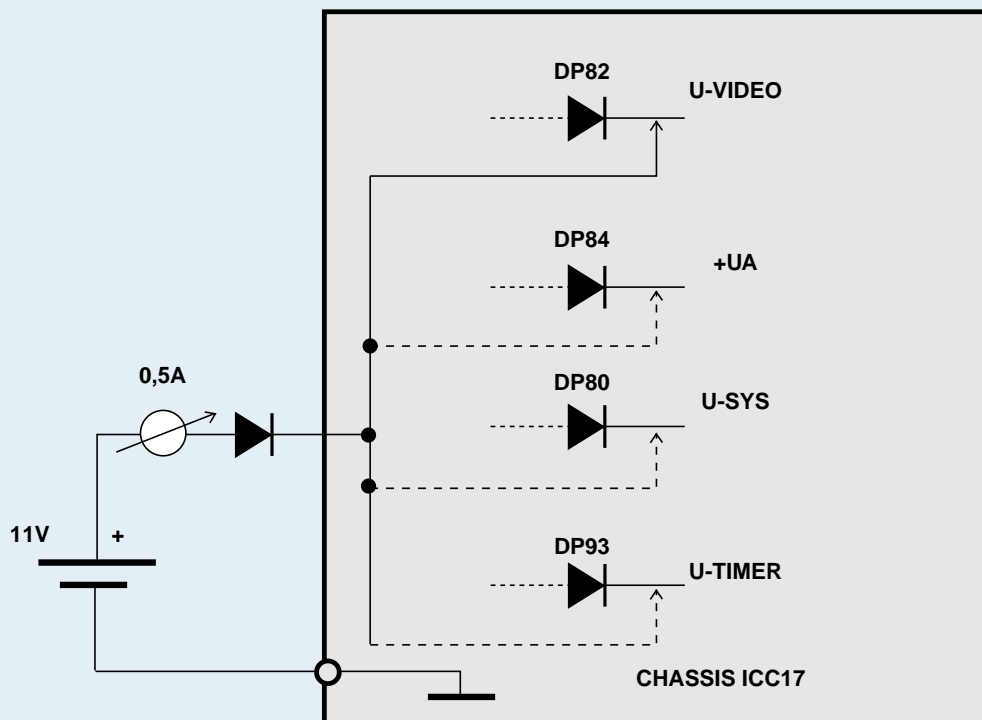 DP82
U-VIDEO
DP84
+UA
0,5A
DP80
U-SYS
11V +
DP93
U-TIMER
CHASSIS ICC17